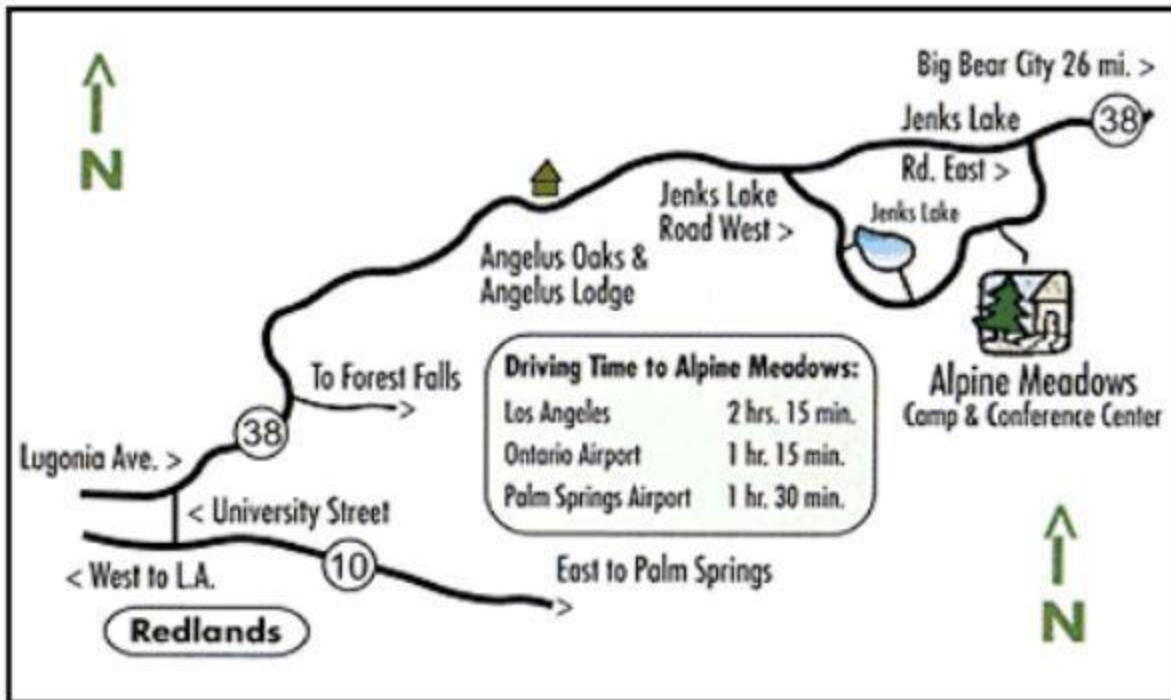 Big Bear City 26 mi. >
Jenks Lake
38
Rd. East >
N
Jenks Lake
Road West >
Jenks Lake
Angelus Oaks &
Angelus Lodge
To Forest Falls
>
Driving Time to Alpine Meadows:
Los Angeles 2 hrs. 15 min.
Ontario Airport 1 hr. 15 min.
Palm Springs Airport 1 hr. 30 min.
Alpine Meadows
Camp & Conference Center
38
Lugonia Ave. >
< University Street
10
< West to L.A.
East to Palm Springs
>
Redlands
N